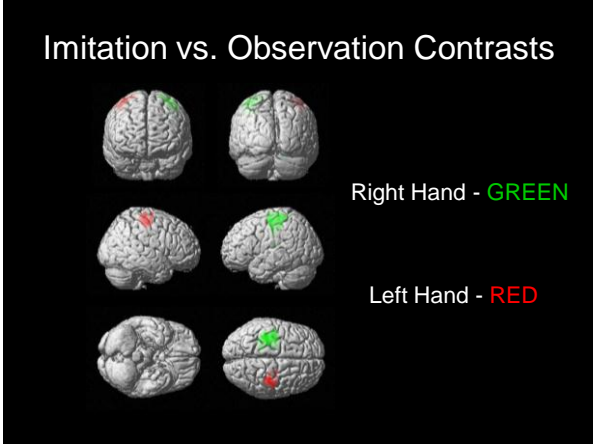 Imitation vs. Observation Contrasts
Right Hand - GREEN
Left Hand - RED